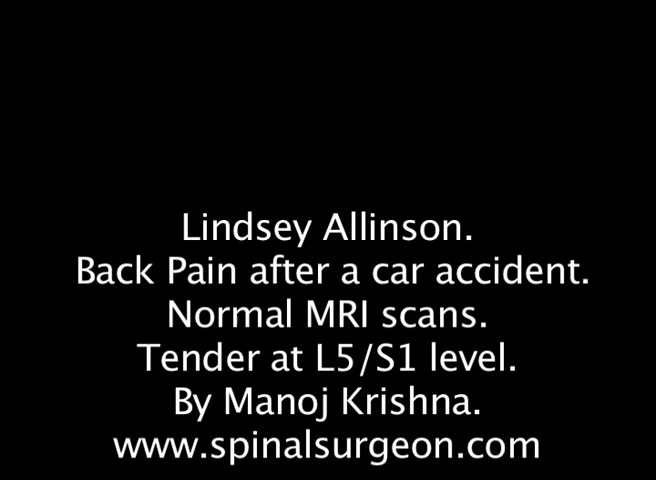 Lindsey Allinson.
Back Pain after a car accident.
Normal MRI scans.
Tender at L5/S1 level.
By Manoj Krishna.
www.spinalsurgeon.com